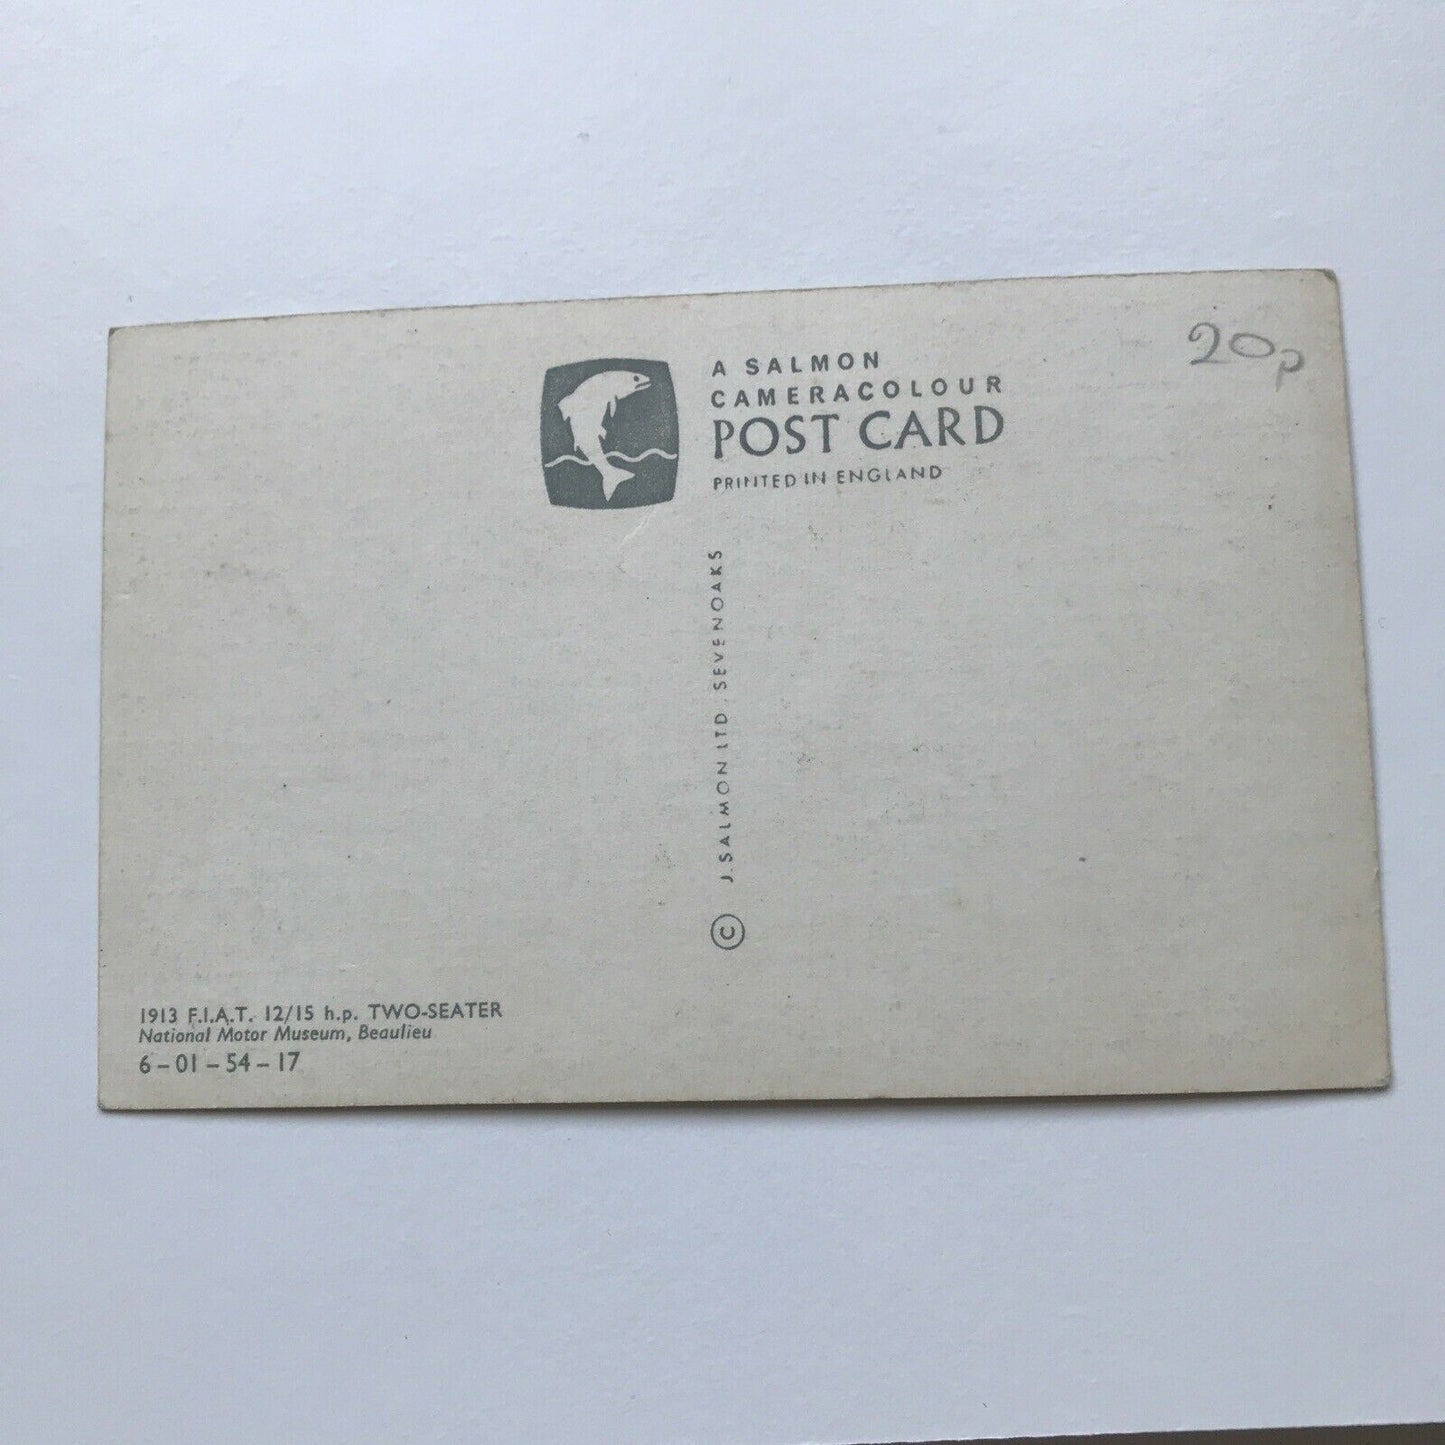 A SALMON
CAMERACOLOUR
POST CARD
PRINTED IN ENGLAND
20p
© J. SALMON LTD. SEVENOAKS
1913 F.I.A.T. 12/15 h.p. TWO-SEATER
National Motor Museum, Beaulieu
6-01-54-17